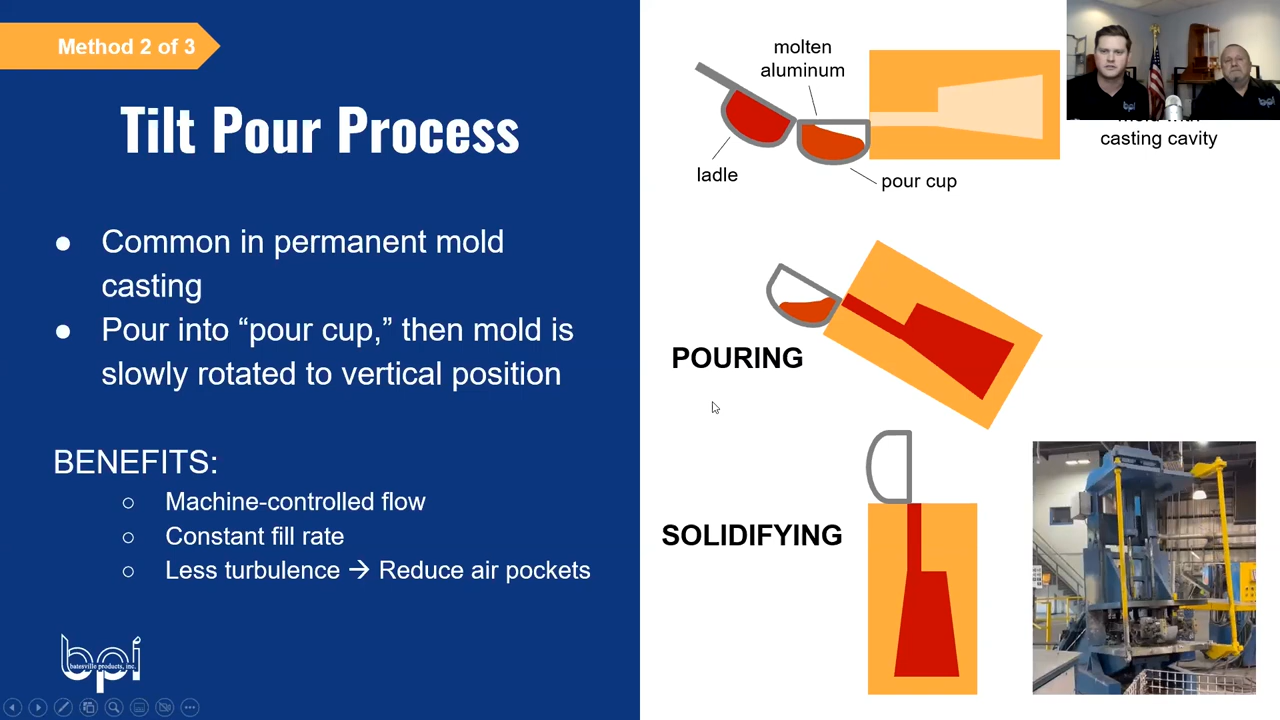 Method 2 of 3
Tilt Pour Process
● Common in permanent mold
casting
● Pour into “pour cup,” then mold is
slowly rotated to vertical position
BENEFITS:
○ Machine-controlled flow
○ Constant fill rate
○ Less turbulence → Reduce air pockets
bpi
batesville products, inc.
molten
aluminum
ladle
pour cup
casting cavity
POURING
SOLIDIFYING
bpi
bpi